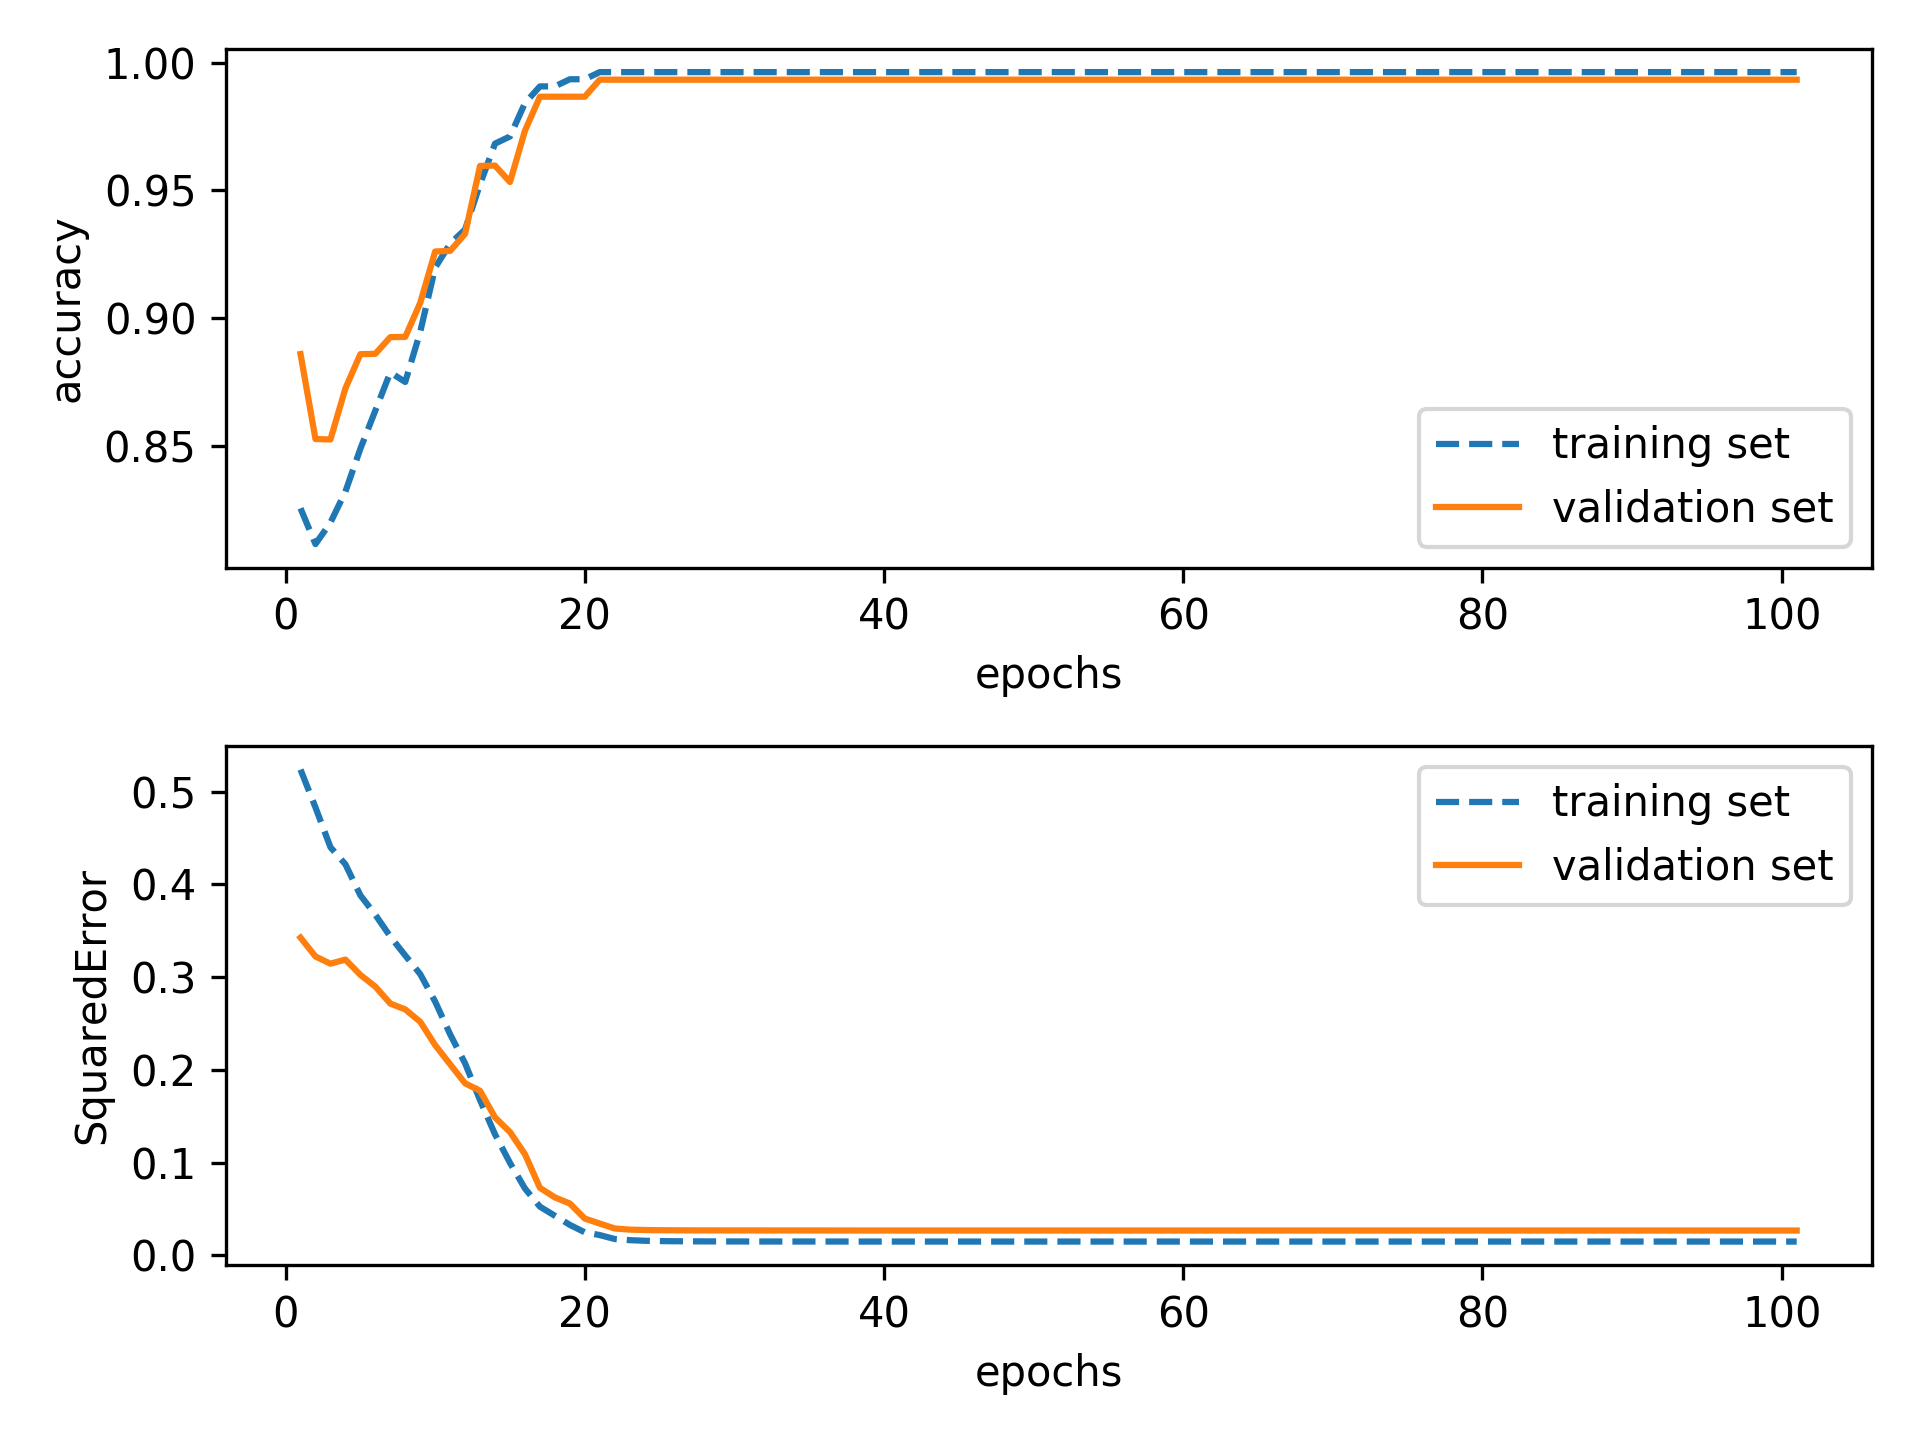 1.00
0.95
0.90
0.85
accuracy
training set
validation set
0 20 40 60 80 100
epochs
0.5
0.4
0.3
0.2
0.1
0.0
SquaredError
training set
validation set
0 20 40 60 80 100
epochs